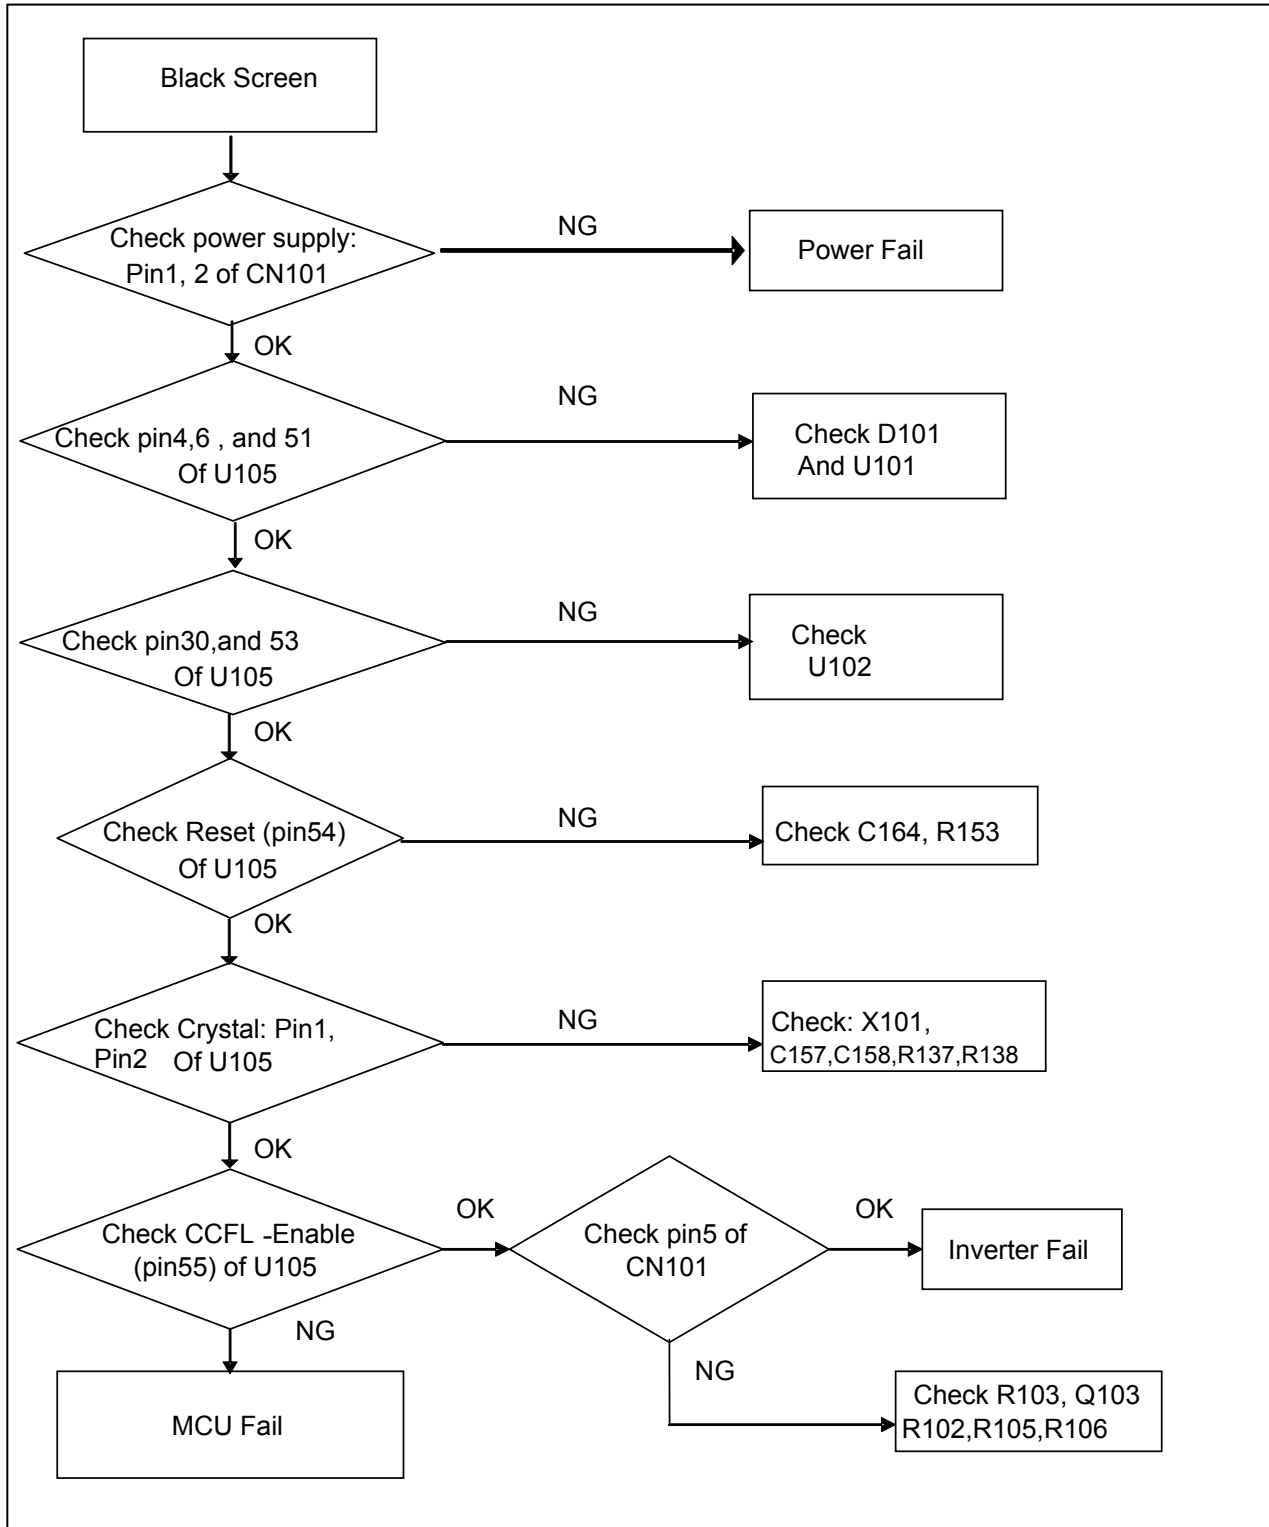 Black Screen
Check power supply:
Pin1, 2 of CN101
NG
Power Fail
OK
Check pin4,6 , and 51
Of U105
NG
Check D101
And U101
OK
Check pin30,and 53
Of U105
NG
Check
U102
OK
Check Reset (pin54)
Of U105
NG
Check C164, R153
OK
Check Crystal: Pin1,
Pin2 Of U105
NG
Check: X101,
C157,C158,R137,R138
OK
Check CCFL -Enable
(pin55) of U105
OK
Check pin5 of
CN101
OK
Inverter Fail
NG
MCU Fail
NG
Check R103, Q103
R102,R105,R106